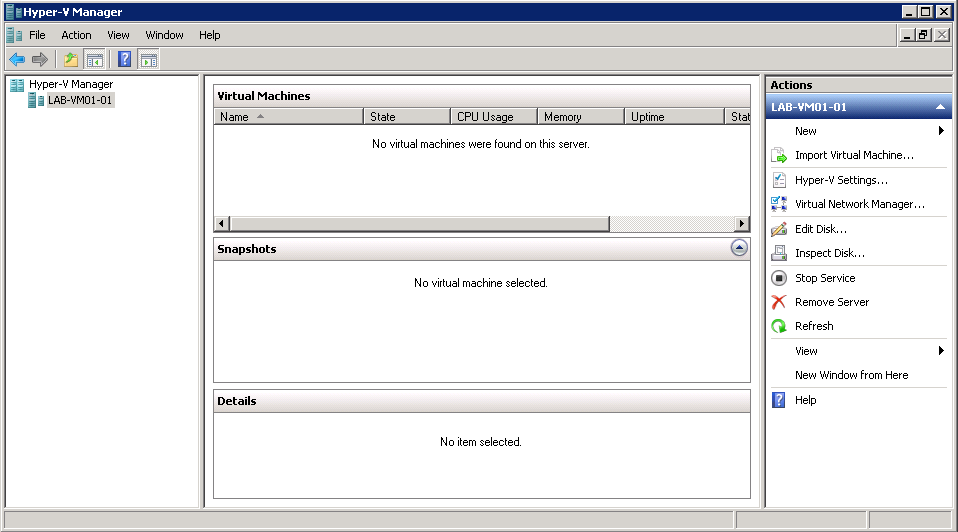 Hyper-V Manager
File Action View Window Help
Hyper-V Manager
LAB-VM01-01
Virtual Machines
Name State CPU Usage Memory Uptime Stat
No virtual machines were found on this server.
Snapshots
No virtual machine selected.
Details
No item selected.
Actions
LAB-VM01-01
New
Import Virtual Machine...
Hyper-V Settings...
Virtual Network Manager...
Edit Disk...
Inspect Disk...
Stop Service
Remove Server
Refresh
View
New Window from Here
Help